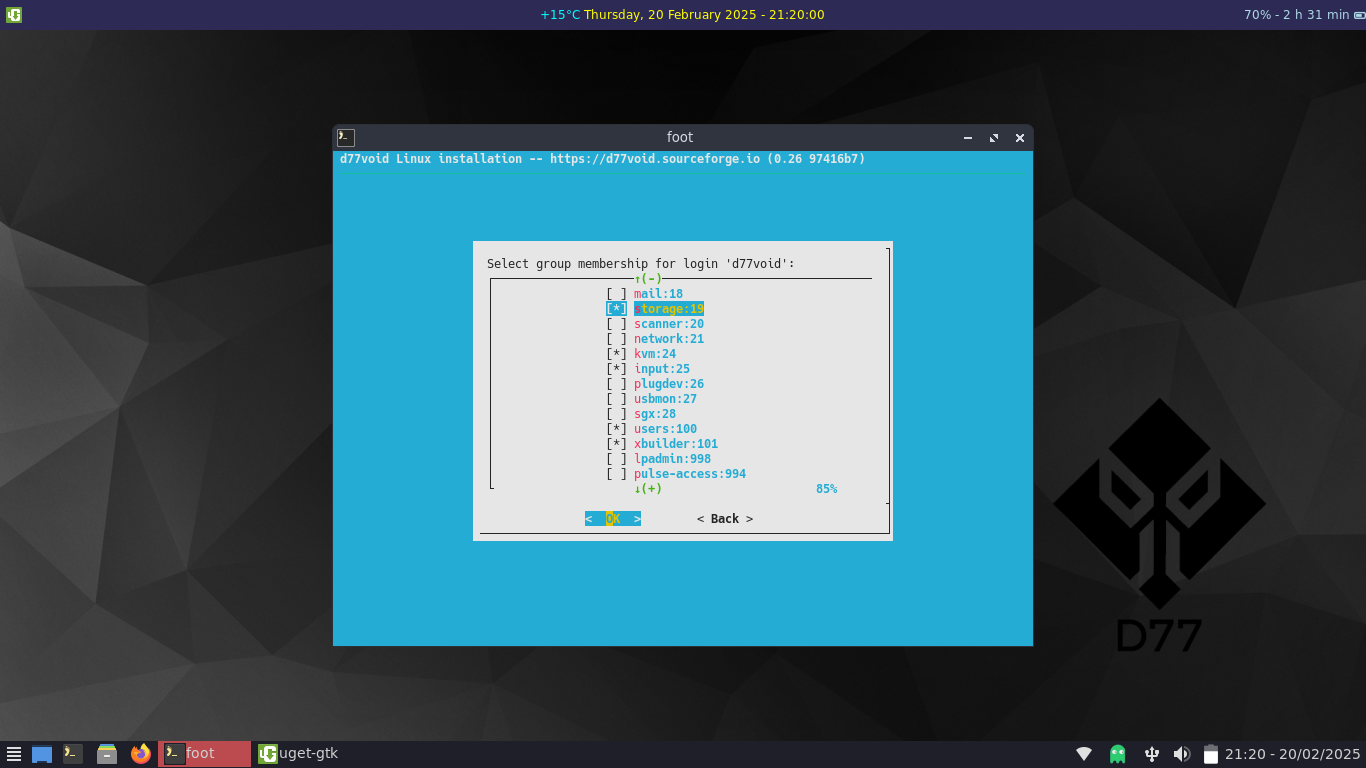 +15°C Thursday, 20 February 2025 - 21:20:00
70% - 2 h 31 min
foot
d77void Linux installation -- https://d77void.sourceforge.io (0.26 97416b7)
Select group membership for login 'd77void':
↑(-)
[ ] mail:18
[*] storage:19
[ ] scanner:20
[ ] network:21
[*] kvm:24
[*] input:25
[ ] plugdev:26
[ ] usbmon:27
[ ] sgx:28
[*] users:100
[*] xbuilder:101
[ ] lpadmin:998
[ ] pulse-access:994
↓(+) 85%
< OK > < Back >
D77
foot
uget-gtk
21:20 - 20/02/2025